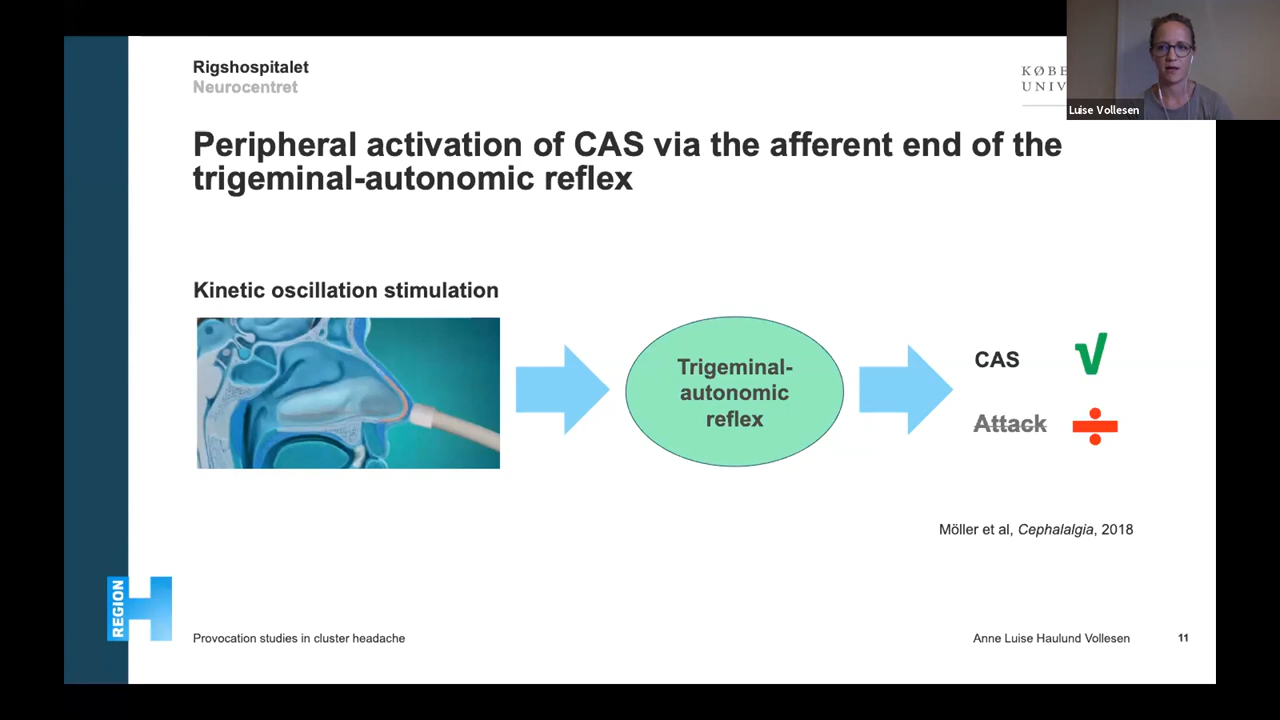 Rigshospitalet
Neurocentret
KØBE
UNIV
Luise Vollesen
Peripheral activation of CAS via the afferent end of the
trigeminal-autonomic reflex
Kinetic oscillation stimulation
Trigeminal-
autonomic
reflex
CAS
Attack
Möller et al, Cephalalgia, 2018
REGION
H
Provocation studies in cluster headache
Anne Luise Haulund Vollesen
11